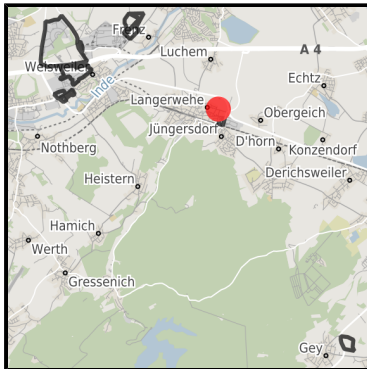 Frenz
Luchem
A 4
Weisweiler
Inde
Echtz
Langerwehe
Obergeich
Jüngersdorf
D'horn
Konzendorf
Nothberg
Derichsweiler
Heistern
Hamich
Werth
Gressenich
Gey